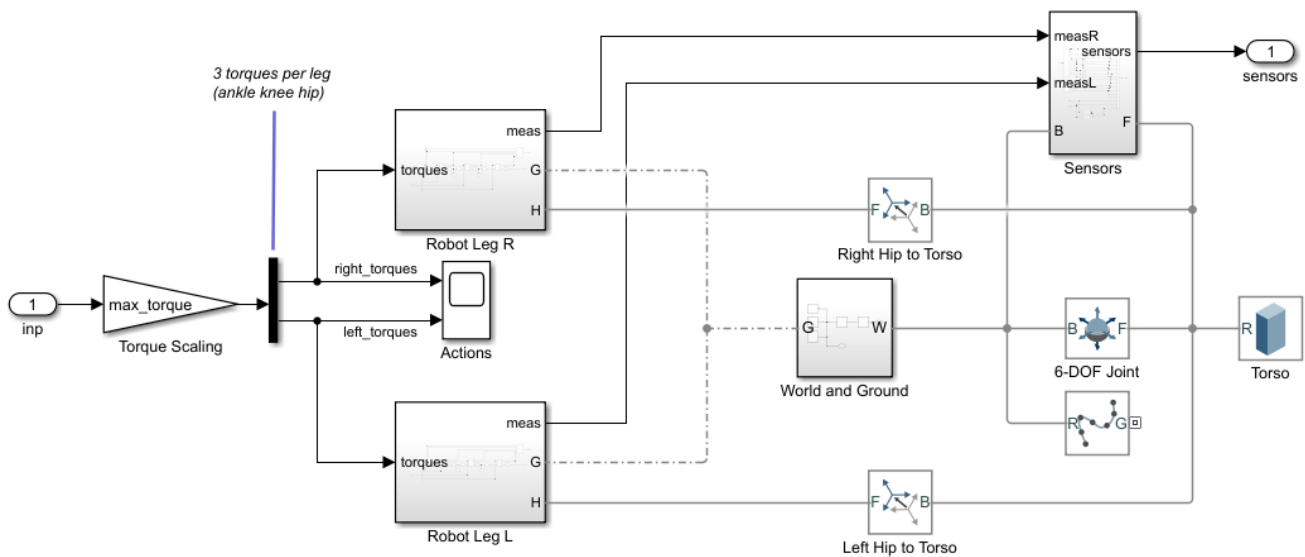 3 torques per leg
(ankle knee hip)
1
inp
max_torque
Torque Scaling
right_torques
left_torques
Actions
torques
meas
G
H
Robot Leg R
torques
meas
G
H
Robot Leg L
F
B
Right Hip to Torso
G
W
World and Ground
F
B
Left Hip to Torso
measR
sensors
measL
B
F
Sensors
1
sensors
B
F
6-DOF Joint
R
G
R
Torso